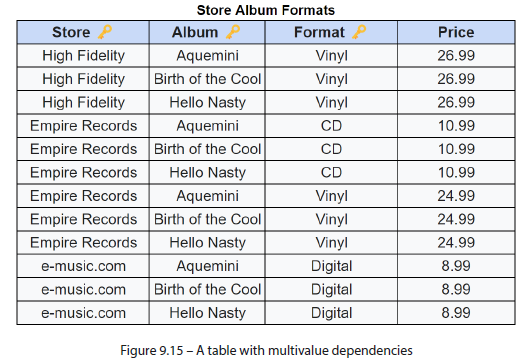 Store Album Formats
Store Album Format Price
High Fidelity Aquemini Vinyl 26.99
High Fidelity Birth of the Cool Vinyl 26.99
High Fidelity Hello Nasty Vinyl 26.99
Empire Records Aquemini CD 10.99
Empire Records Birth of the Cool CD 10.99
Empire Records Hello Nasty CD 10.99
Empire Records Aquemini Vinyl 24.99
Empire Records Birth of the Cool Vinyl 24.99
Empire Records Hello Nasty Vinyl 24.99
e-music.com Aquemini Digital 8.99
e-music.com Birth of the Cool Digital 8.99
e-music.com Hello Nasty Digital 8.99
Figure 9.15 – A table with multivalue dependencies